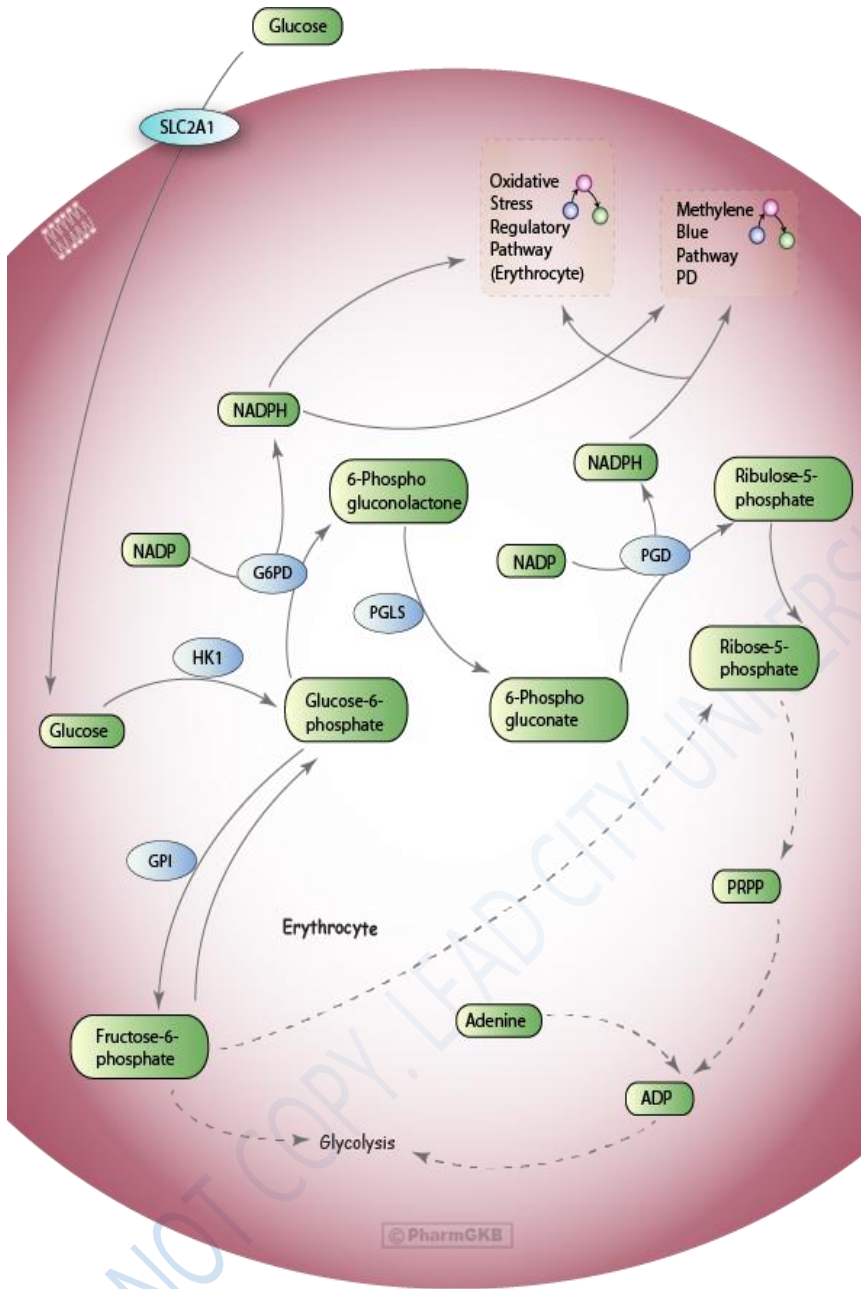 Glucose
SLC2A1
Oxidative
Stress
Regulatory
Pathway
(Erythrocyte)
Methylene
Blue
Pathway
PD
NADPH
6-Phospho
gluconolactone
NADPH
Ribulose-5-
phosphate
NADP
G6PD
NADP
PGD
PGLS
HK1
Glucose
Glucose-6-
phosphate
6-Phospho
gluconate
Ribose-5-
phosphate
GPI
PRPP
Erythrocyte
Fructose-6-
phosphate
Adenine
ADP
Glycolysis
©PharmGKB
NOT COPY. LEAD CITY UNIVERSI